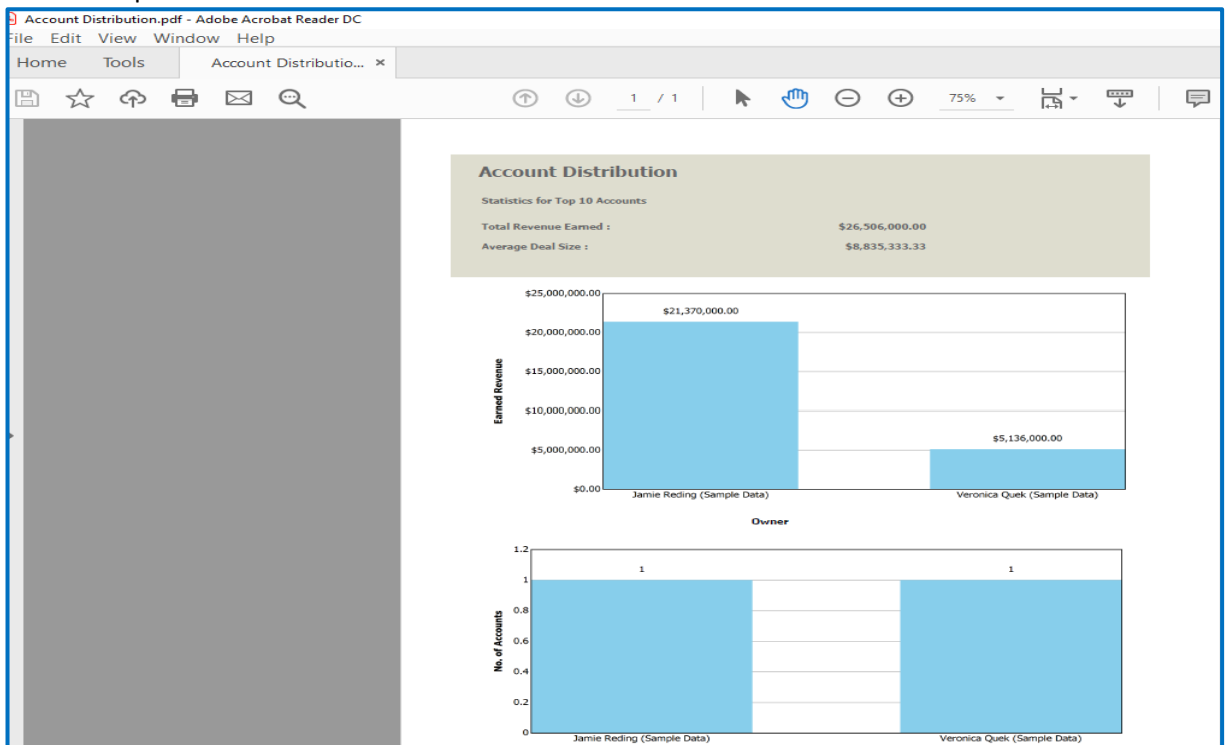 Account Distribution.pdf - Adobe Acrobat Reader DC
File Edit View Window Help
Home Tools Account Distributio... ×
1 / 1 75%
Account Distribution
Statistics for Top 10 Accounts
Total Revenue Earned : $26,506,000.00
Average Deal Size : $8,835,333.33
$25,000,000.00
$21,370,000.00
$20,000,000.00
$15,000,000.00
Earned Revenue
$10,000,000.00
$5,136,000.00
$5,000,000.00
$0.00
Jamie Reding (Sample Data) Veronica Quek (Sample Data)
Owner
1.2
1 1
1
0.8
No. of Accounts
0.6
0.4
0.2
0
Jamie Reding (Sample Data) Veronica Quek (Sample Data)